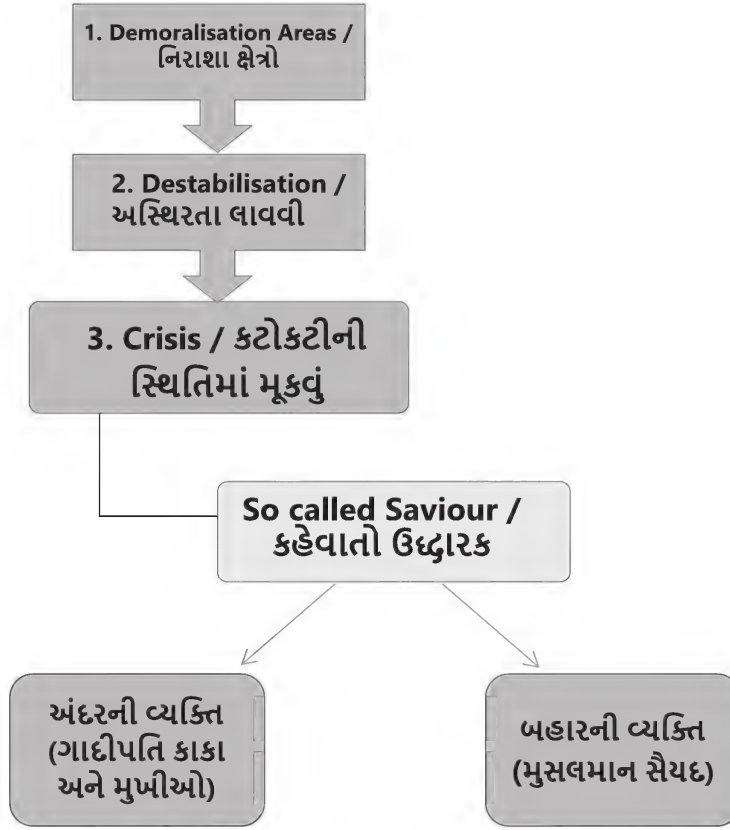 1. Demoralisation Areas /
નિરાશા ક્ષેત્રો
2. Destabilisation /
અસ્થિરતા લાવવી
3. Crisis / કટોકટીની
સ્થિતિમાં મૂકવું
So called Saviour /
કહેવાતો ઉધ્દ્રારક
અંદરની વ્યક્તિ
(ગાદીપતિ કાકા
અને મુખીઓ)
બહારની વ્યક્તિ
(મુસલમાન સૈયદ)